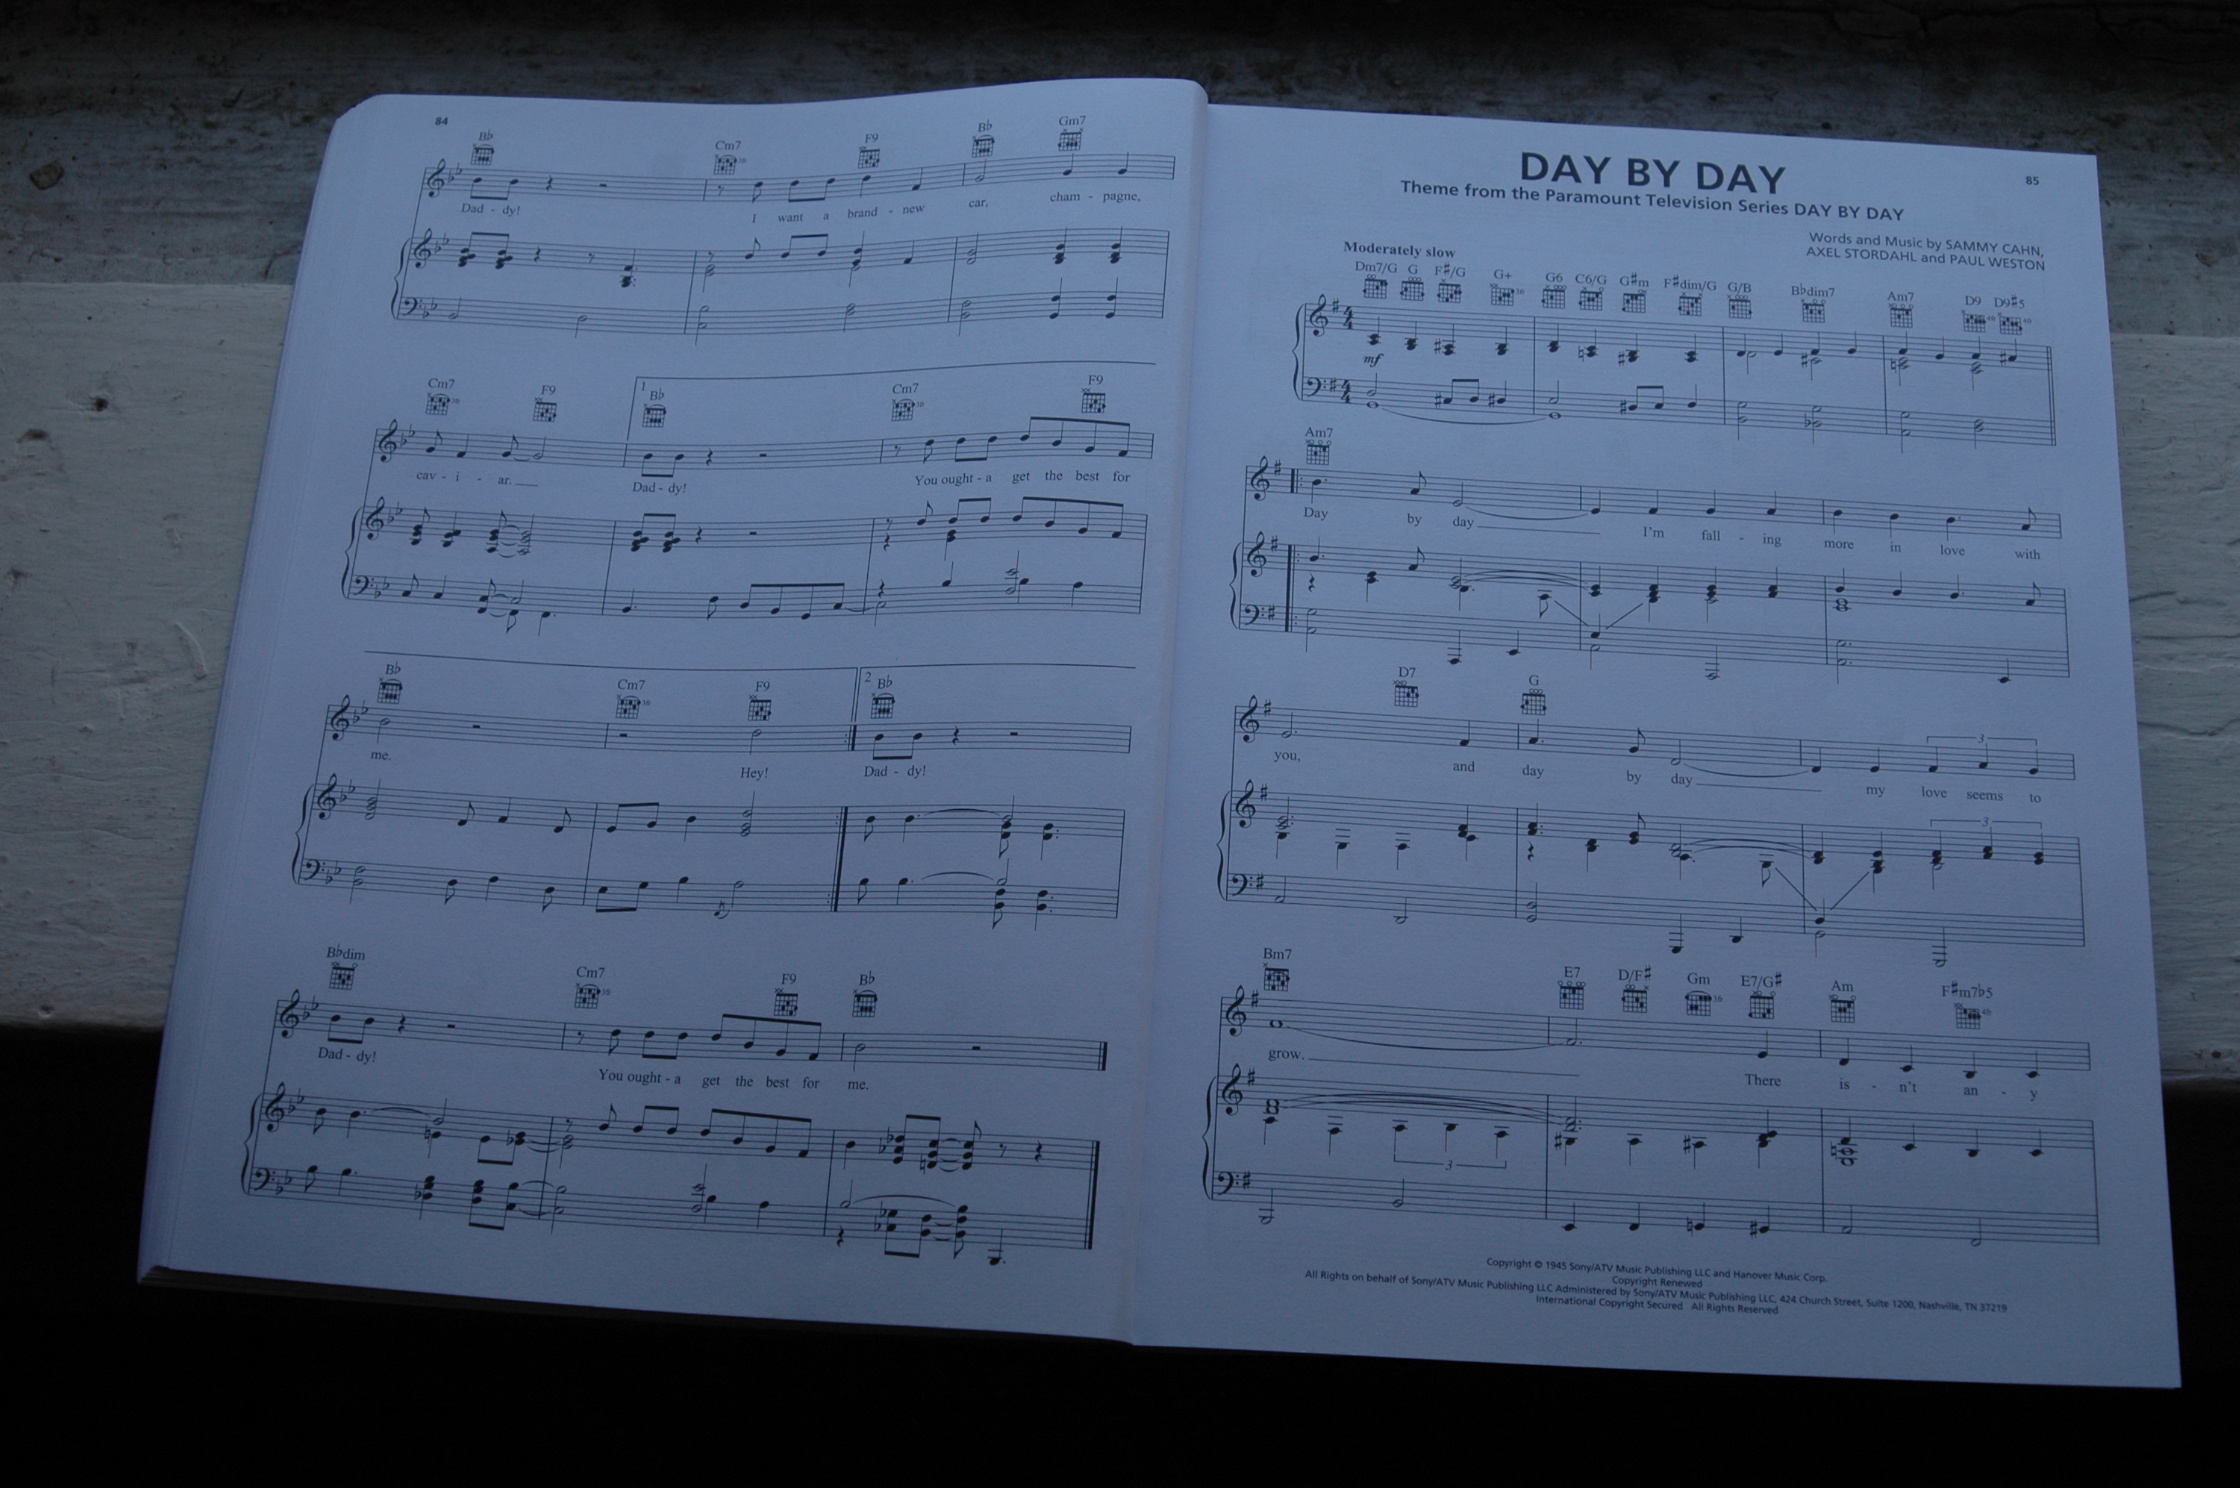 84
B♭ Cm7 F9 B♭ Gm7
Dad - dy! I want a brand - new car, cham - pagne,
Cm7 F9 1 B♭ Cm7 F9
cav - i - ar. Dad - dy! You ought - a get the best for
B♭ Cm7 F9 2 B♭
me. Hey! Dad - dy!
B♭dim Cm7 F9 B♭
Dad - dy! You ought - a get the best for me.
85
DAY BY DAY
Theme from the Paramount Television Series DAY BY DAY
Words and Music by SAMMY CAHN,
AXEL STORDAHL and PAUL WESTON
Moderately slow
Dm7/G G F♯/G G+ G6 C6/G G♯m F♯dim/G G/B B♭dim7 Am7 D9 D9♯5
mf
Am7
Day by day I'm fall - ing more in love with
D7 G
3
you, and day by day my love seems to
3
Bm7 E7 D/F♯ Gm E7/G♯ Am F♯m7♭5
grow. There is - n't an - y
3
Copyright © 1945 Sony/ATV Music Publishing LLC and Hanover Music Corp.
Copyright Renewed
All Rights on behalf of Sony/ATV Music Publishing LLC Administered by Sony/ATV Music Publishing LLC, 424 Church Street, Suite 1200, Nashville, TN 37219
International Copyright Secured All Rights Reserved